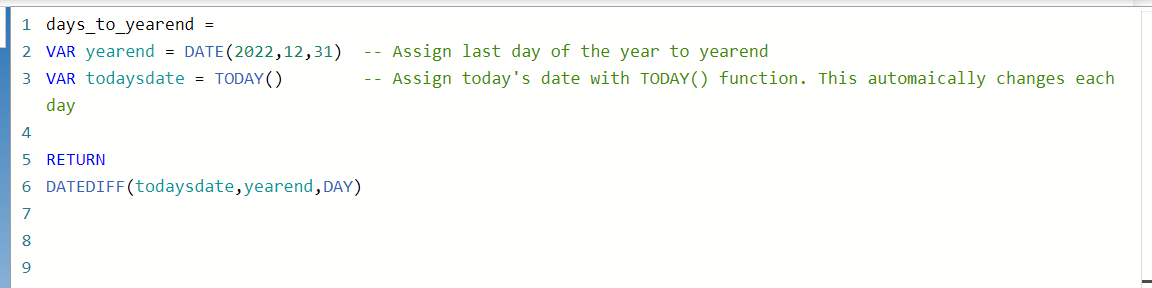 1 days_to_yearend =
2 VAR yearend = DATE(2022,12,31)  -- Assign last day of the year to yearend
3 VAR todaysdate = TODAY()        -- Assign today's date with TODAY() function. This automaically changes each
day
4
5 RETURN
6 DATEDIFF(todaysdate,yearend,DAY)
7
8
9